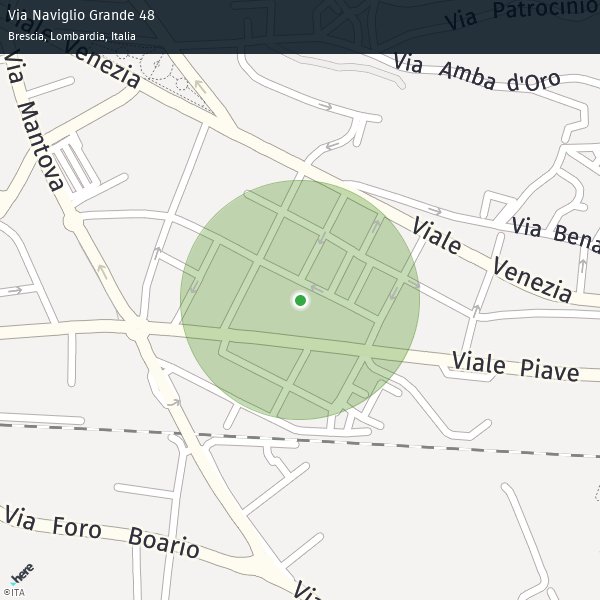 Via Naviglio Grande 48
Brescia, Lombardia, Italia
Via Patrocinio
Viale Venezia
Via Amba d'Oro
Via Mantova
Viale Venezia
Via Bena
Viale Piave
Via Foro Boario
Via
here
©ITA